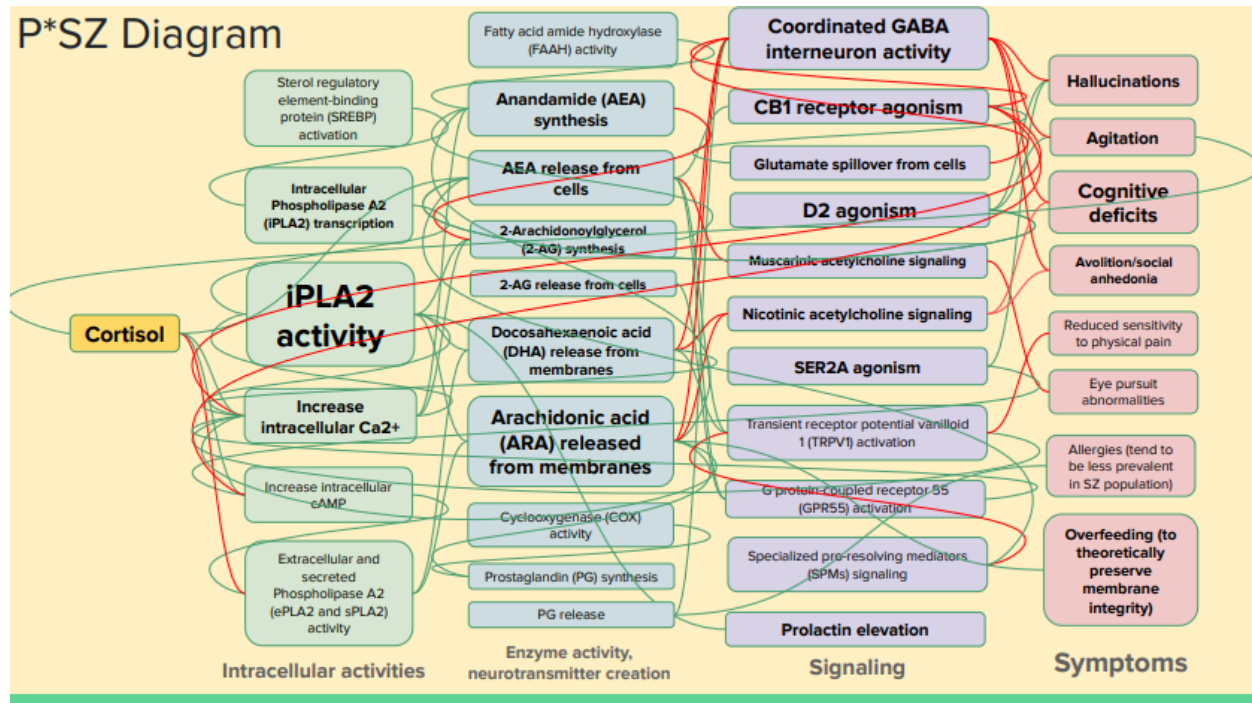 P*SZ Diagram
Cortisol
Sterol regulatory
element-binding
protein (SREBP)
activation
Intracellular
Phospholipase A2
(iPLA2) transcription
iPLA2
activity
Increase
intracellular Ca2+
Increase intracellular
cAMP
Extracellular and
secreted
Phospholipase A2
(ePLA2 and sPLA2)
activity
Intracellular activities
Fatty acid amide hydroxylase
(FAAH) activity
Anandamide (AEA)
synthesis
AEA release from
cells
2-Arachidonoylglycerol
(2-AG) synthesis
2-AG release from cells
Docosahexaenoic acid
(DHA) release from
membranes
Arachidonic acid
(ARA) released
from membranes
Cyclooxygenase (COX)
activity
Prostaglandin (PG) synthesis
PG release
Enzyme activity,
neurotransmitter creation
Coordinated GABA
interneuron activity
CB1 receptor agonism
Glutamate spillover from cells
D2 agonism
Muscarinic acetylcholine signaling
Nicotinic acetylcholine signaling
SER2A agonism
Transient receptor potential vanilloid
1 (TRPV1) activation
G protein-coupled receptor 55
(GPR55) activation
Specialized pro-resolving mediators
(SPMs) signaling
Prolactin elevation
Signaling
Hallucinations
Agitation
Cognitive
deficits
Avolition/social
anhedonia
Reduced sensitivity
to physical pain
Eye pursuit
abnormalities
Allergies (tend to
be less prevalent
in SZ population)
Overfeeding (to
theoretically
preserve
membrane
integrity)
Symptoms